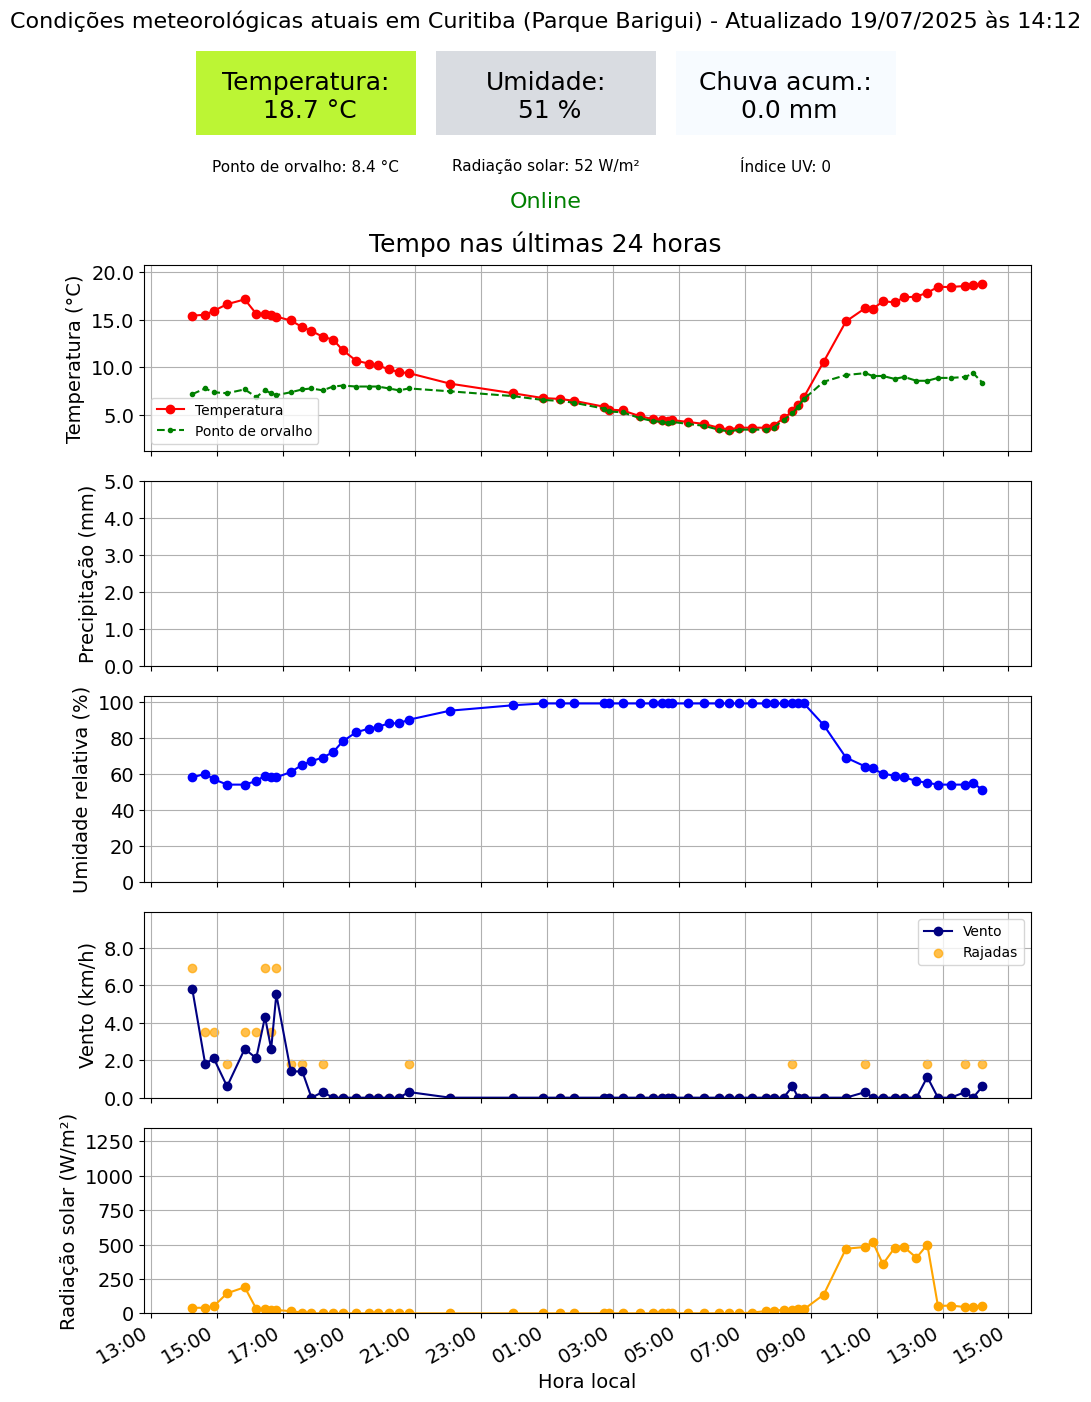 Condições meteorológicas atuais em Curitiba (Parque Barigui) - Atualizado 19/07/2025 às 14:12
Temperatura:
18.7 °C
Umidade:
51 %
Chuva acum.:
0.0 mm
Ponto de orvalho: 8.4 °C
Radiação solar: 52 W/m²
Índice UV: 0
Online
Tempo nas últimas 24 horas
Temperatura (°C)
20.0
15.0
10.0
5.0
Temperatura
Ponto de orvalho
Precipitação (mm)
5.0
4.0
3.0
2.0
1.0
0.0
Umidade relativa (%)
100
80
60
40
20
0
Vento (km/h)
8.0
6.0
4.0
2.0
0.0
Vento
Rajadas
Radiação solar (W/m²)
1250
1000
750
500
250
0
13:00
15:00
17:00
19:00
21:00
23:00
01:00
03:00
05:00
07:00
09:00
11:00
13:00
15:00
Hora local